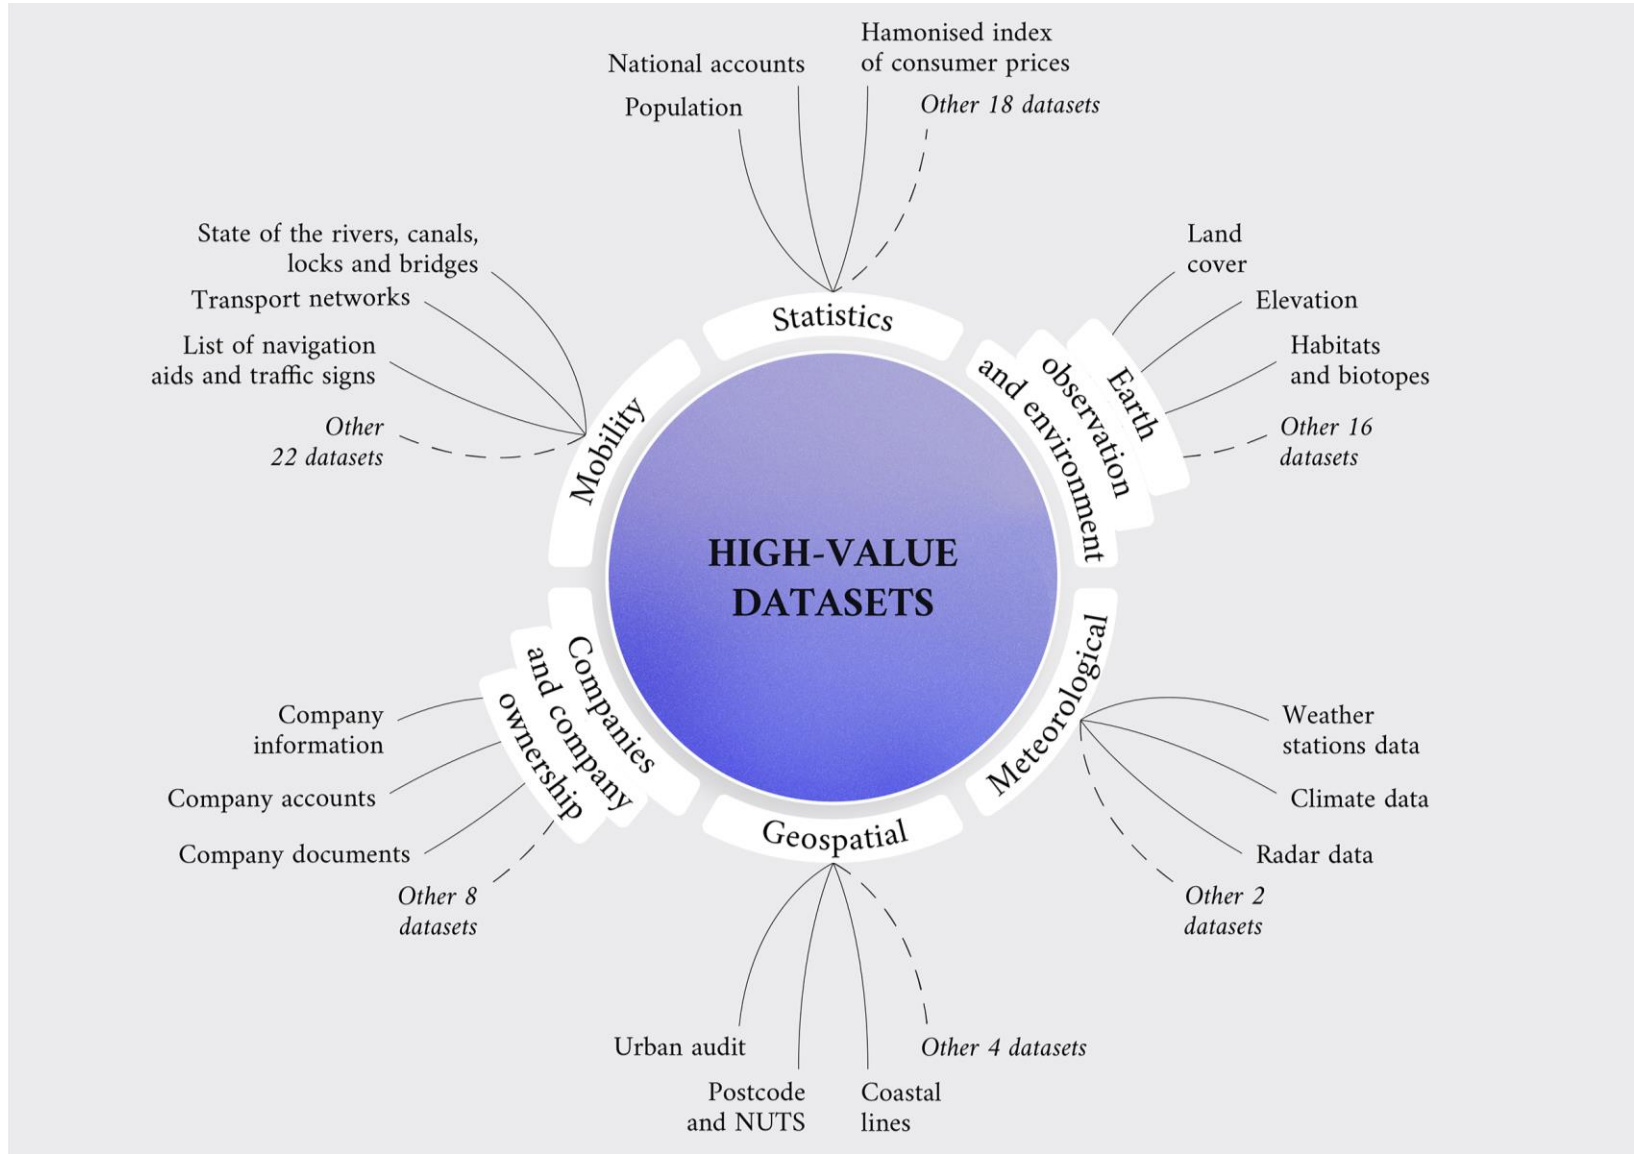 Hamonised index
of consumer prices
National accounts
Population
Other 18 datasets
State of the rivers, canals,
locks and bridges
Transport networks
List of navigation
aids and traffic signs
Other
22 datasets
Land
cover
Elevation
Habitats
and biotopes
Other 16
datasets
Statistics
Mobility
Earth
observation
and environment
HIGH-VALUE
DATASETS
Companies
and company
ownership
Meteorological
Geospatial
Company
information
Company accounts
Company documents
Other 8
datasets
Weather
stations data
Climate data
Radar data
Other 2
datasets
Urban audit
Postcode
and NUTS
Coastal
lines
Other 4 datasets